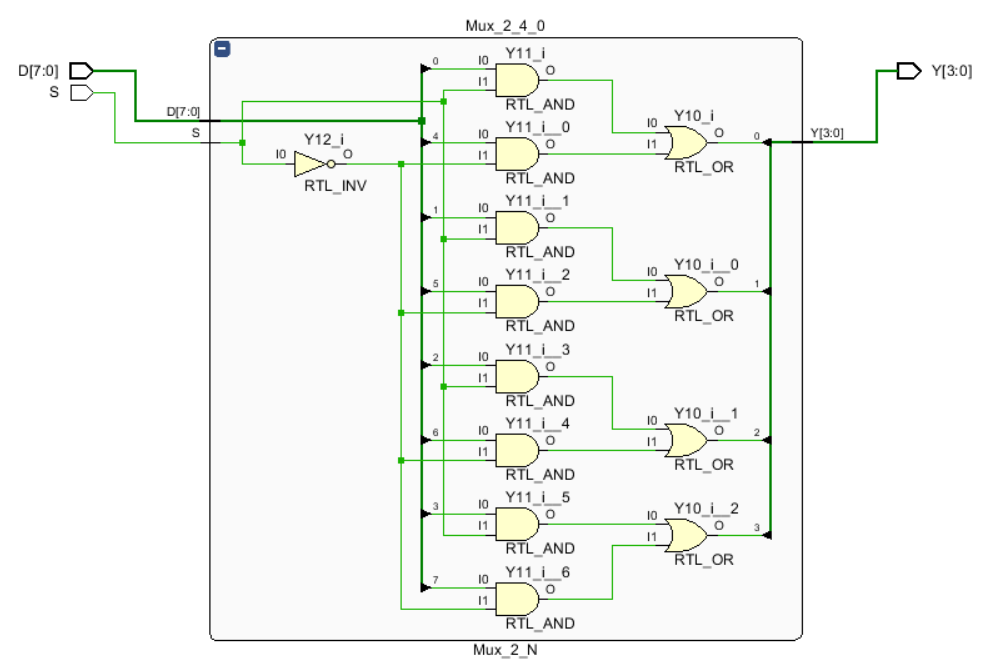 Mux_2_4_0
D[7:0]
S
D[7:0]
S
Y12_i
I0
O
RTL_INV
0
I0
I1
Y11_i
O
RTL_AND
4
I0
I1
Y11_i__0
O
RTL_AND
1
I0
I1
Y11_i__1
O
RTL_AND
5
I0
I1
Y11_i__2
O
RTL_AND
2
I0
I1
Y11_i__3
O
RTL_AND
6
I0
I1
Y11_i__4
O
RTL_AND
3
I0
I1
Y11_i__5
O
RTL_AND
7
I0
I1
Y11_i__6
O
RTL_AND
Y10_i
I0
I1
O
RTL_OR
0
Y10_i__0
I0
I1
O
RTL_OR
1
Y10_i__1
I0
I1
O
RTL_OR
2
Y10_i__2
I0
I1
O
RTL_OR
3
Y[3:0]
Y[3:0]
Mux_2_N